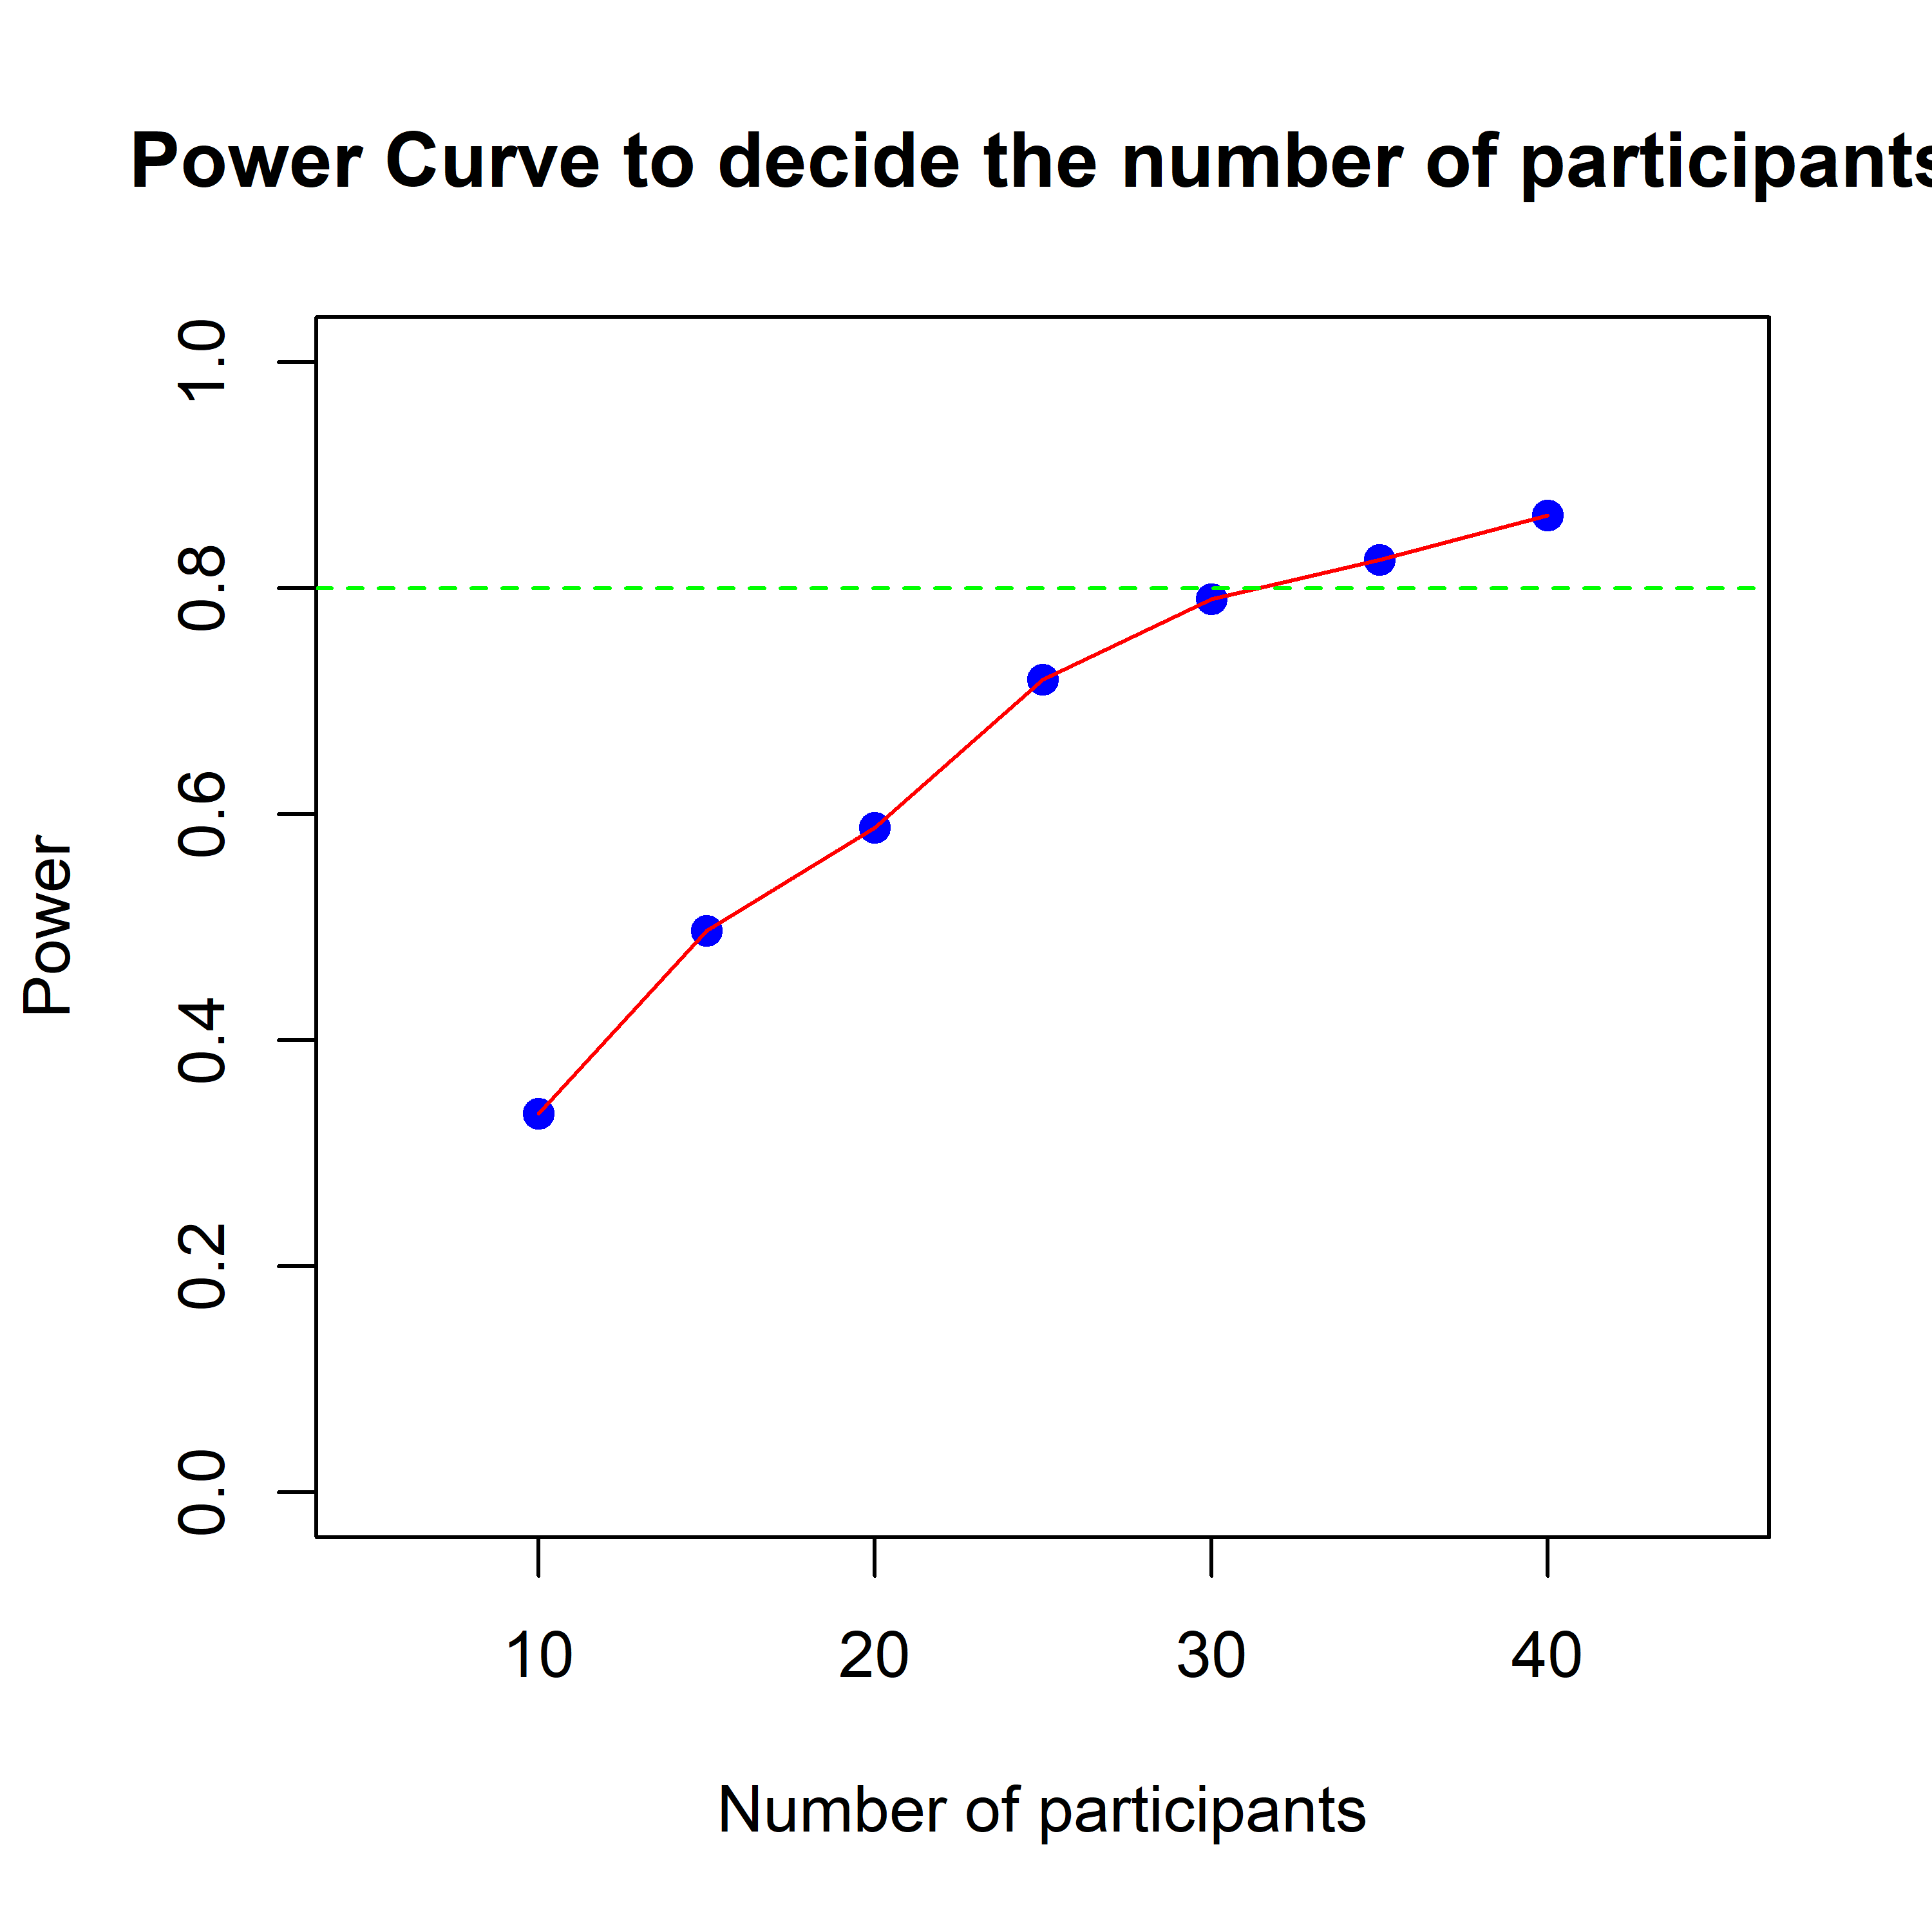 Power Curve to decide the number of participants
1.0
0.8
0.6
0.4
0.2
0.0
Power
10 20 30 40
Number of participants